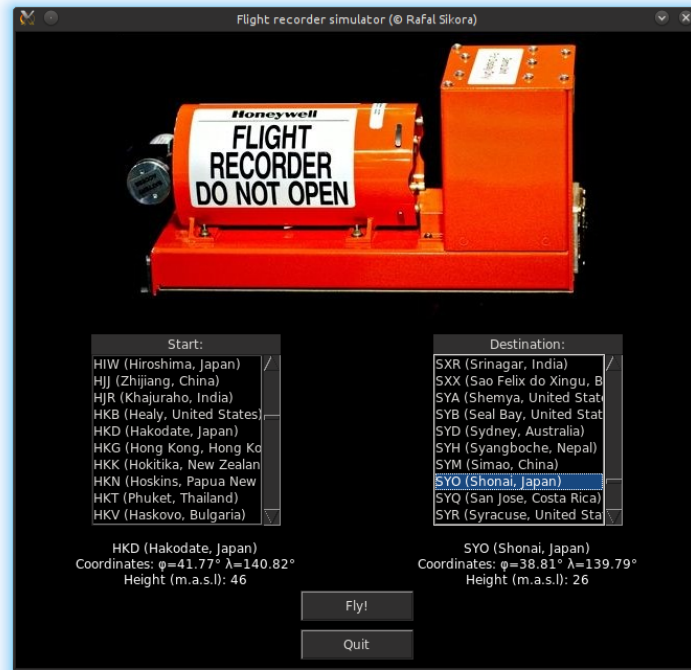 Flight recorder simulator (© Rafal Sikora)
Honeywell
FLIGHT
RECORDER
DO NOT OPEN
Start:
HIW (Hiroshima, Japan)
HJJ (Zhijiang, China)
HJR (Khajuraho, India)
HKB (Healy, United States)
HKD (Hakodate, Japan)
HKG (Hong Kong, Hong Ko
HKK (Hokitika, New Zealan
HKN (Hoskins, Papua New
HKT (Phuket, Thailand)
HKV (Haskovo, Bulgaria)
HKD (Hakodate, Japan)
Coordinates: φ=41.77° λ=140.82°
Height (m.a.s.l): 46
Destination:
SXR (Srinagar, India)
SXX (Sao Felix do Xingu, B
SYA (Shemya, United State
SYB (Seal Bay, United Stat
SYD (Sydney, Australia)
SYH (Syangboche, Nepal)
SYM (Simao, China)
SYO (Shonai, Japan)
SYQ (San Jose, Costa Rica)
SYR (Syracuse, United Sta
SYO (Shonai, Japan)
Coordinates: φ=38.81° λ=139.79°
Height (m.a.s.l): 26
Fly!
Quit